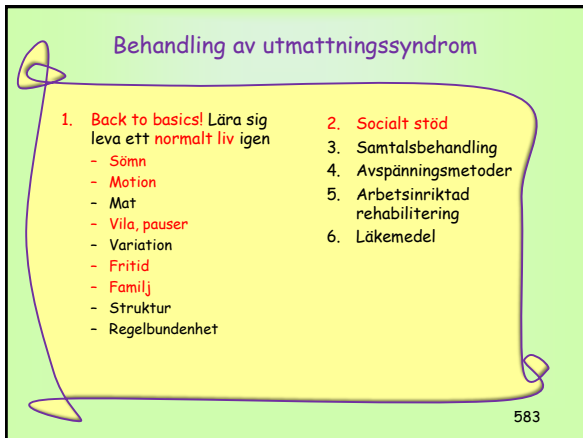 Behandling av utmattningssyndrom
1. Back to basics! Lära sig
leva ett normalt liv igen
– Sömn
– Motion
– Mat
– Vila, pauser
– Variation
– Fritid
– Familj
– Struktur
– Regelbundenhet
2. Socialt stöd
3. Samtalsbehandling
4. Avspänningsmetoder
5. Arbetsinriktad
rehabilitering
6. Läkemedel
583